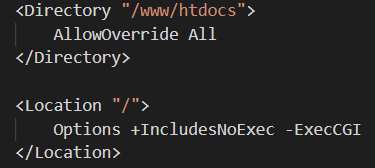 <Directory "/www/htdocs">
    AllowOverride All
</Directory>

<Location "/">
    Options +IncludesNoExec -ExecCGI
</Location>